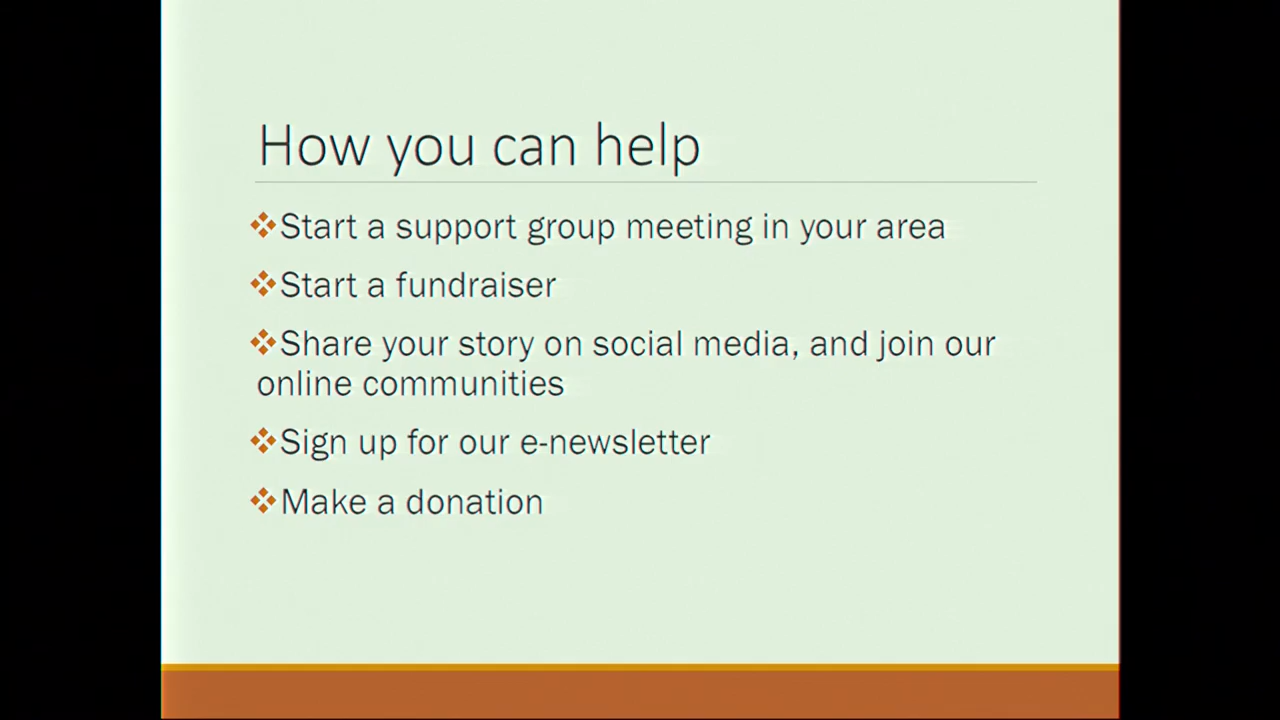 How you can help
❖Start a support group meeting in your area
❖Start a fundraiser
❖Share your story on social media, and join our
online communities
❖Sign up for our e-newsletter
❖Make a donation